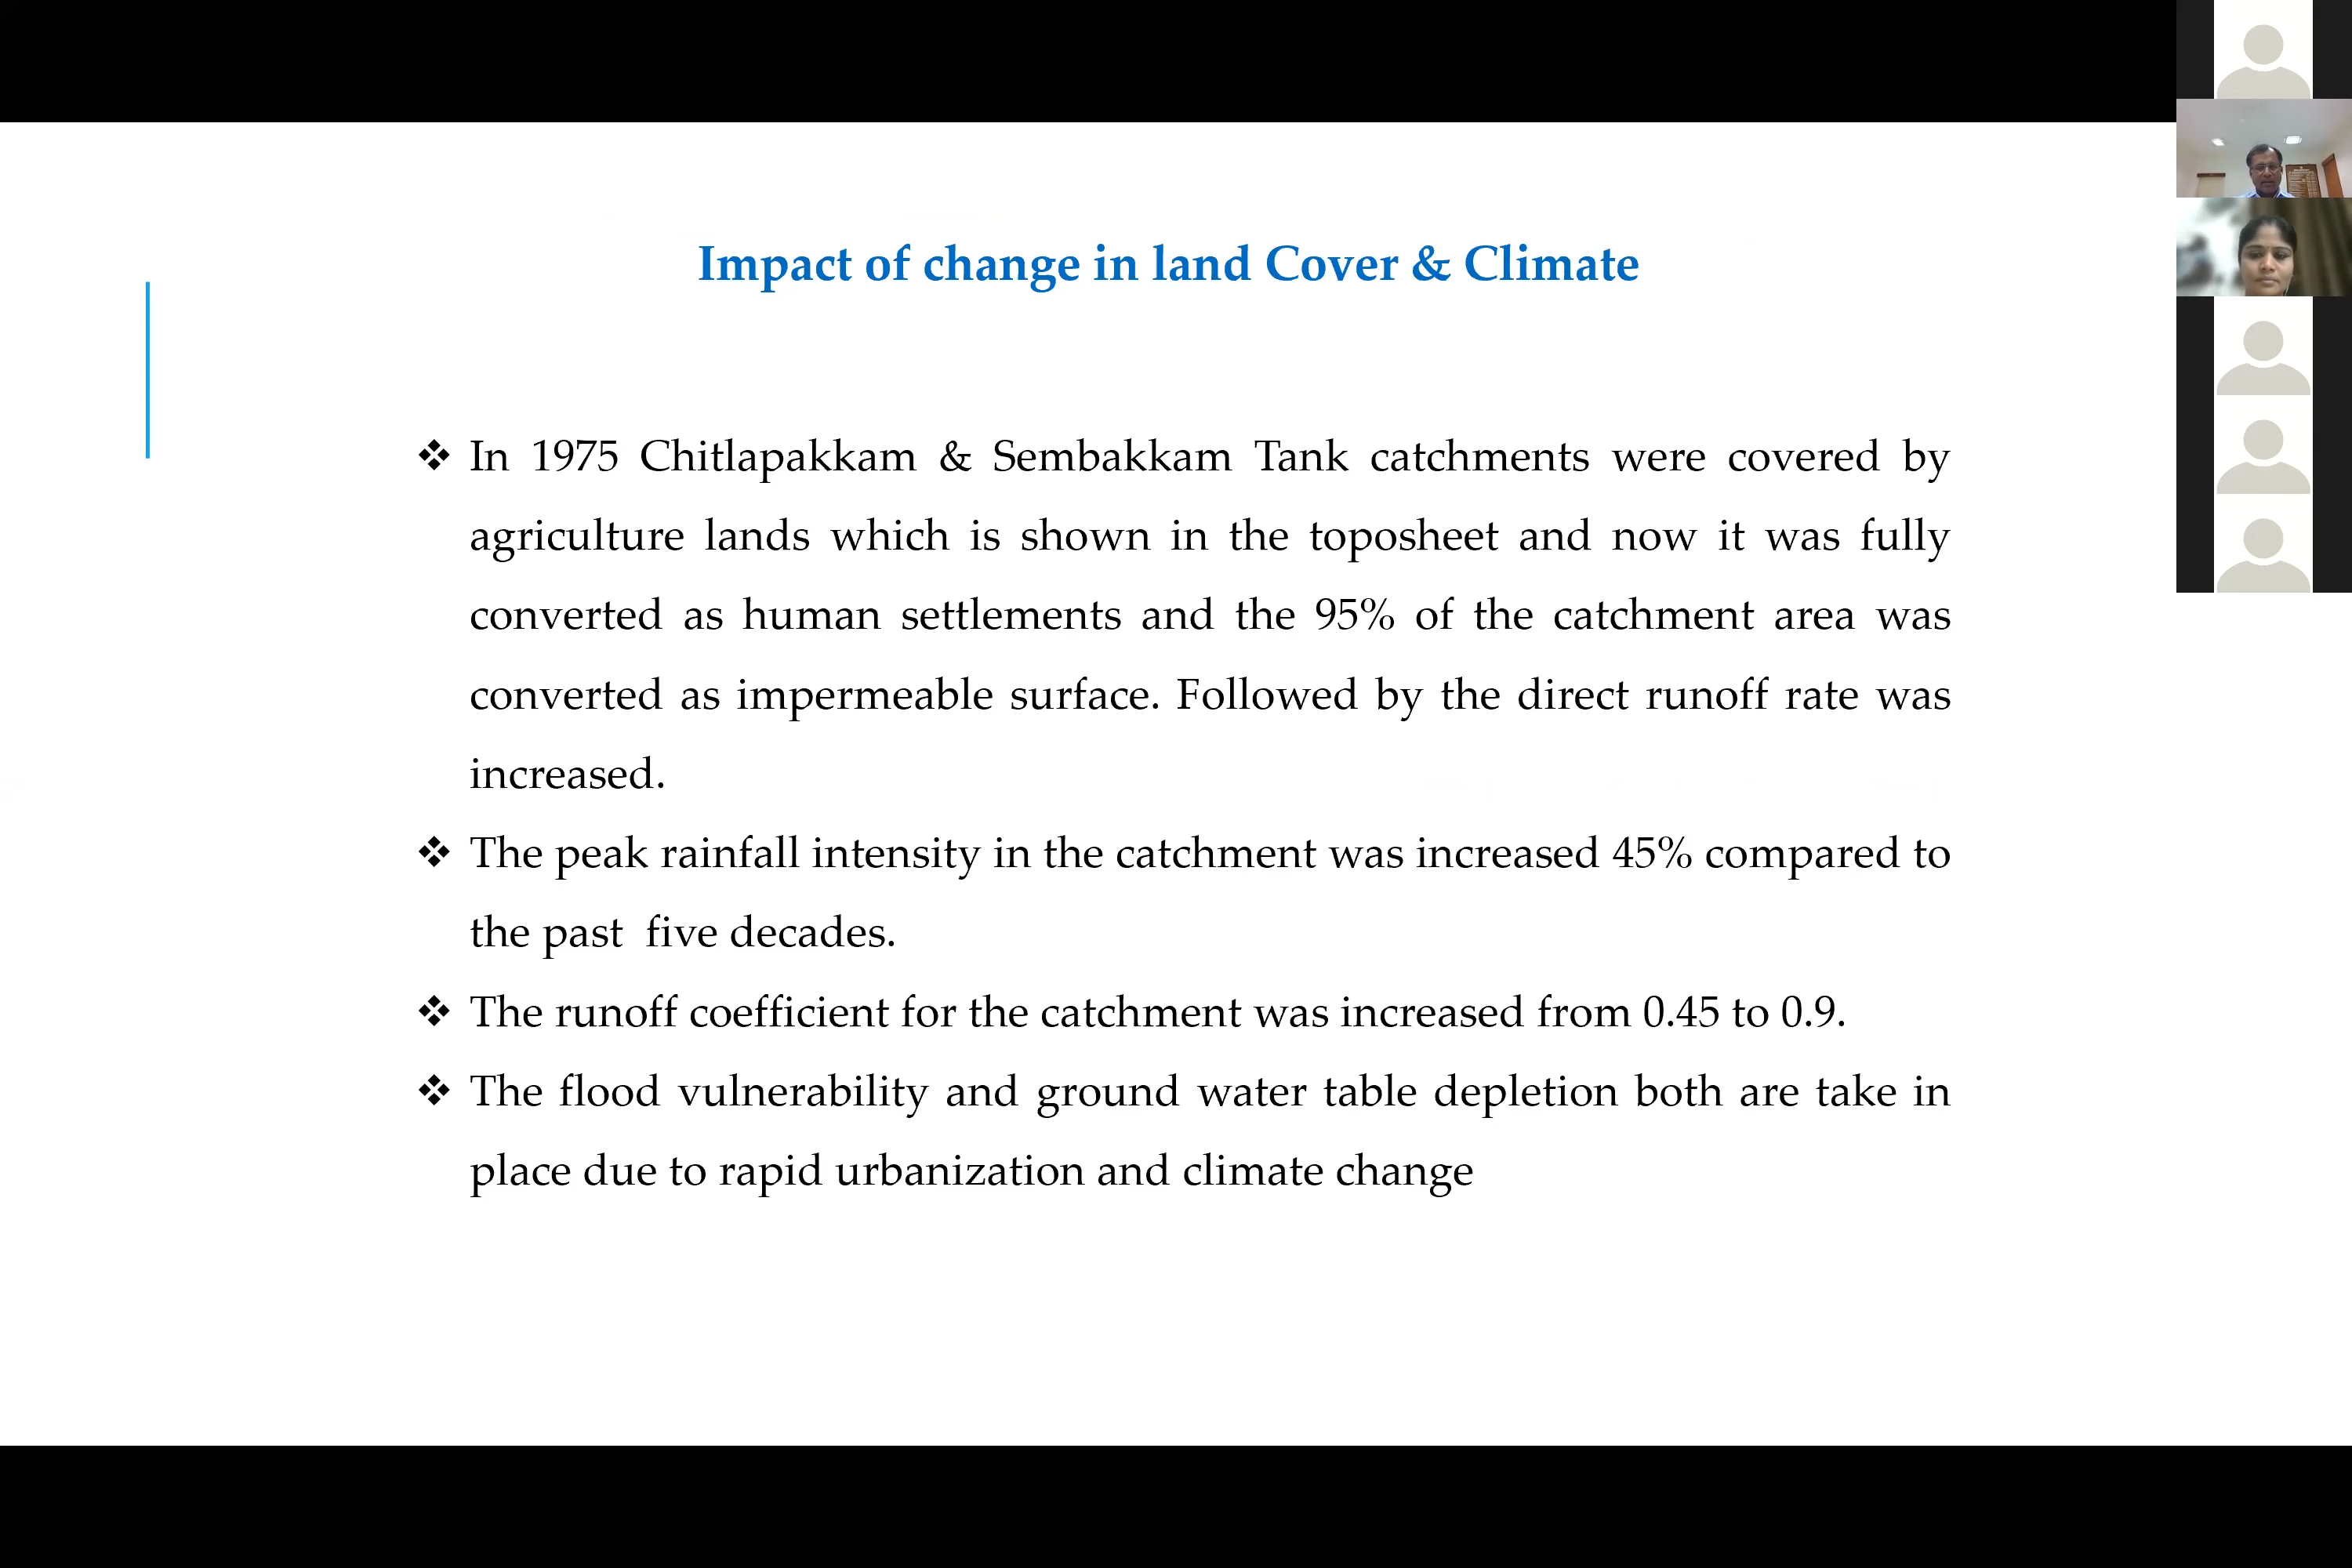 Impact of change in land Cover & Climate
❖ In 1975 Chitlapakkam & Sembakkam Tank catchments were covered by
agriculture lands which is shown in the toposheet and now it was fully
converted as human settlements and the 95% of the catchment area was
converted as impermeable surface. Followed by the direct runoff rate was
increased.
❖ The peak rainfall intensity in the catchment was increased 45% compared to
the past five decades.
❖ The runoff coefficient for the catchment was increased from 0.45 to 0.9.
❖ The flood vulnerability and ground water table depletion both are take in
place due to rapid urbanization and climate change